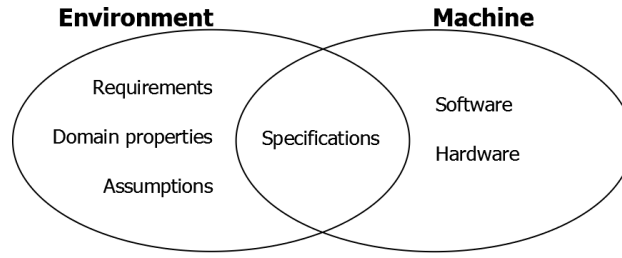 Environment
Machine
Requirements
Domain properties
Assumptions
Specifications
Software
Hardware